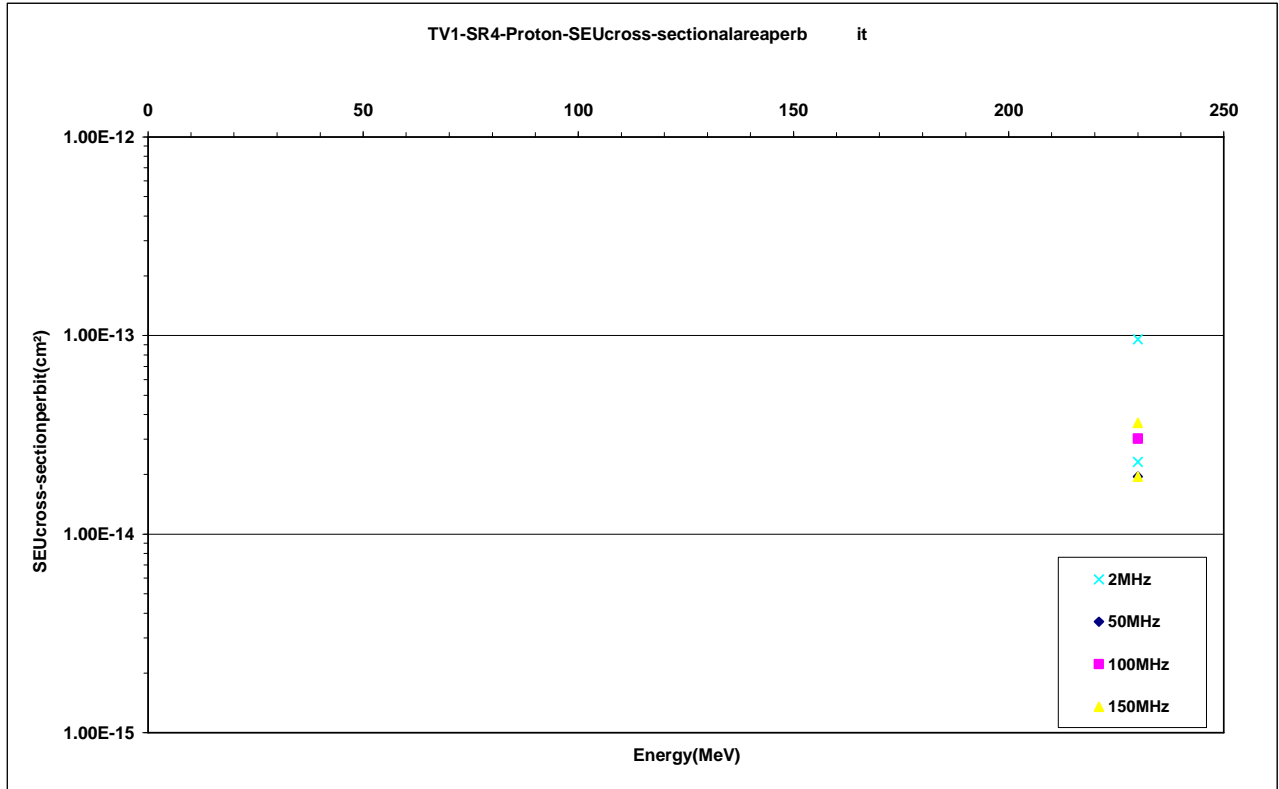 TV1-SR4-Proton-SEUcross-sectionalareaperb it
0 50 100 150 200 250
1.00E-12
1.00E-13
1.00E-14
1.00E-15
SEUcross-sectionperbit(cm²)
2MHz
50MHz
100MHz
150MHz
Energy(MeV)